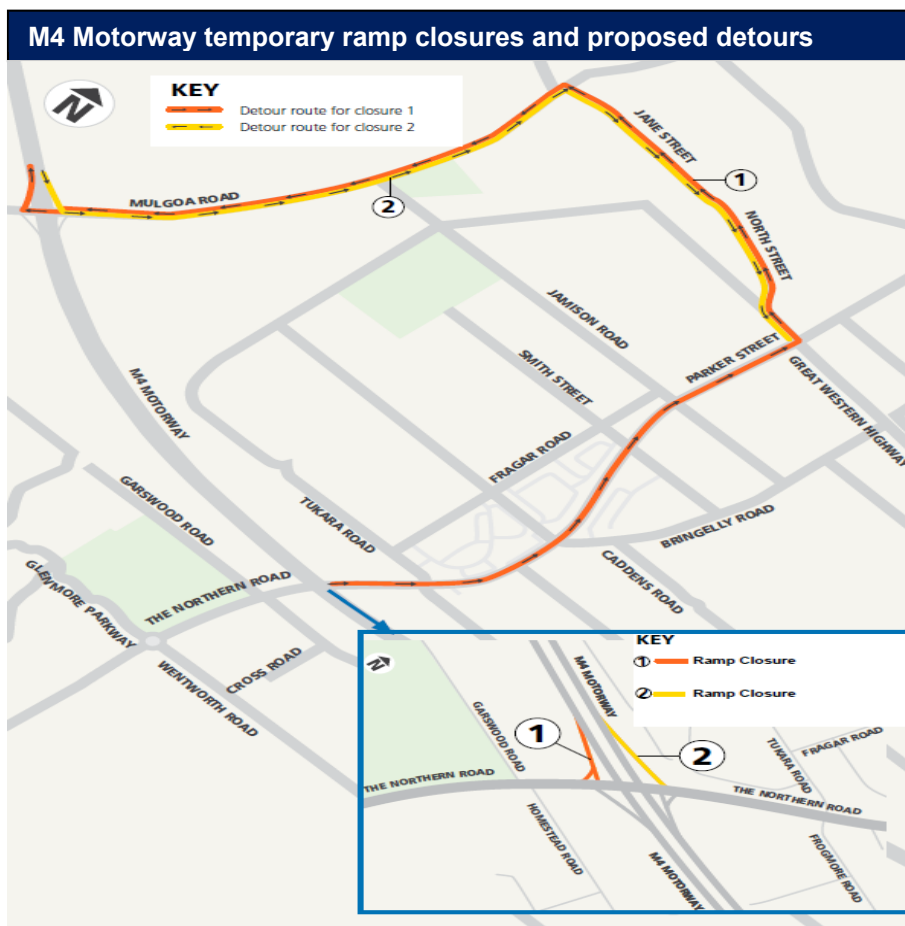 M4 Motorway temporary ramp closures and proposed detours
N
KEY
Detour route for closure 1
Detour route for closure 2
JANE STREET
1
MULGOA ROAD
2
NORTH STREET
JAMISON ROAD
PARKER STREET
SMITH STREET
GREAT WESTERN HIGHWAY
M4 MOTORWAY
FRAGAR ROAD
GARSWOOD ROAD
TUKARA ROAD
BRINGELLY ROAD
CADDENS ROAD
GLENMORE PARKWAY
THE NORTHERN ROAD
CROSS ROAD
WENTWORTH ROAD
KEY
N
1 Ramp Closure
M4 MOTORWAY
2 Ramp Closure
GARSWOOD ROAD
1
2
TUKARA ROAD
FRAGAR ROAD
THE NORTHERN ROAD
THE NORTHERN ROAD
HOMESTEAD ROAD
FROGMORE ROAD
M4 MOTORWAY